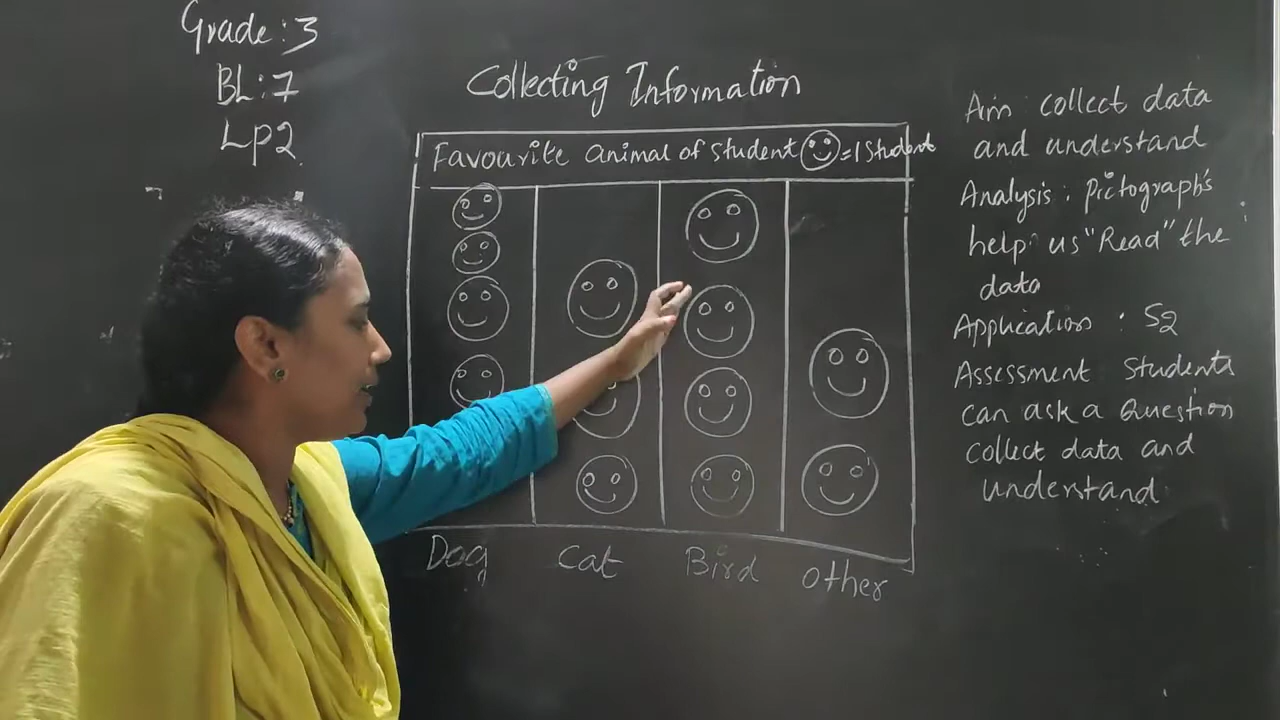 Grade : 3
BL : 7
LP2
Collecting Information
Favourite animal of student = 1 Student
Dog
Cat
Bird
Other
Aim collect data
and understand
Analysis : Pictograph's
help us "Read" the
data
Application : S2
Assessment Students
can ask a Question
collect data and
understand